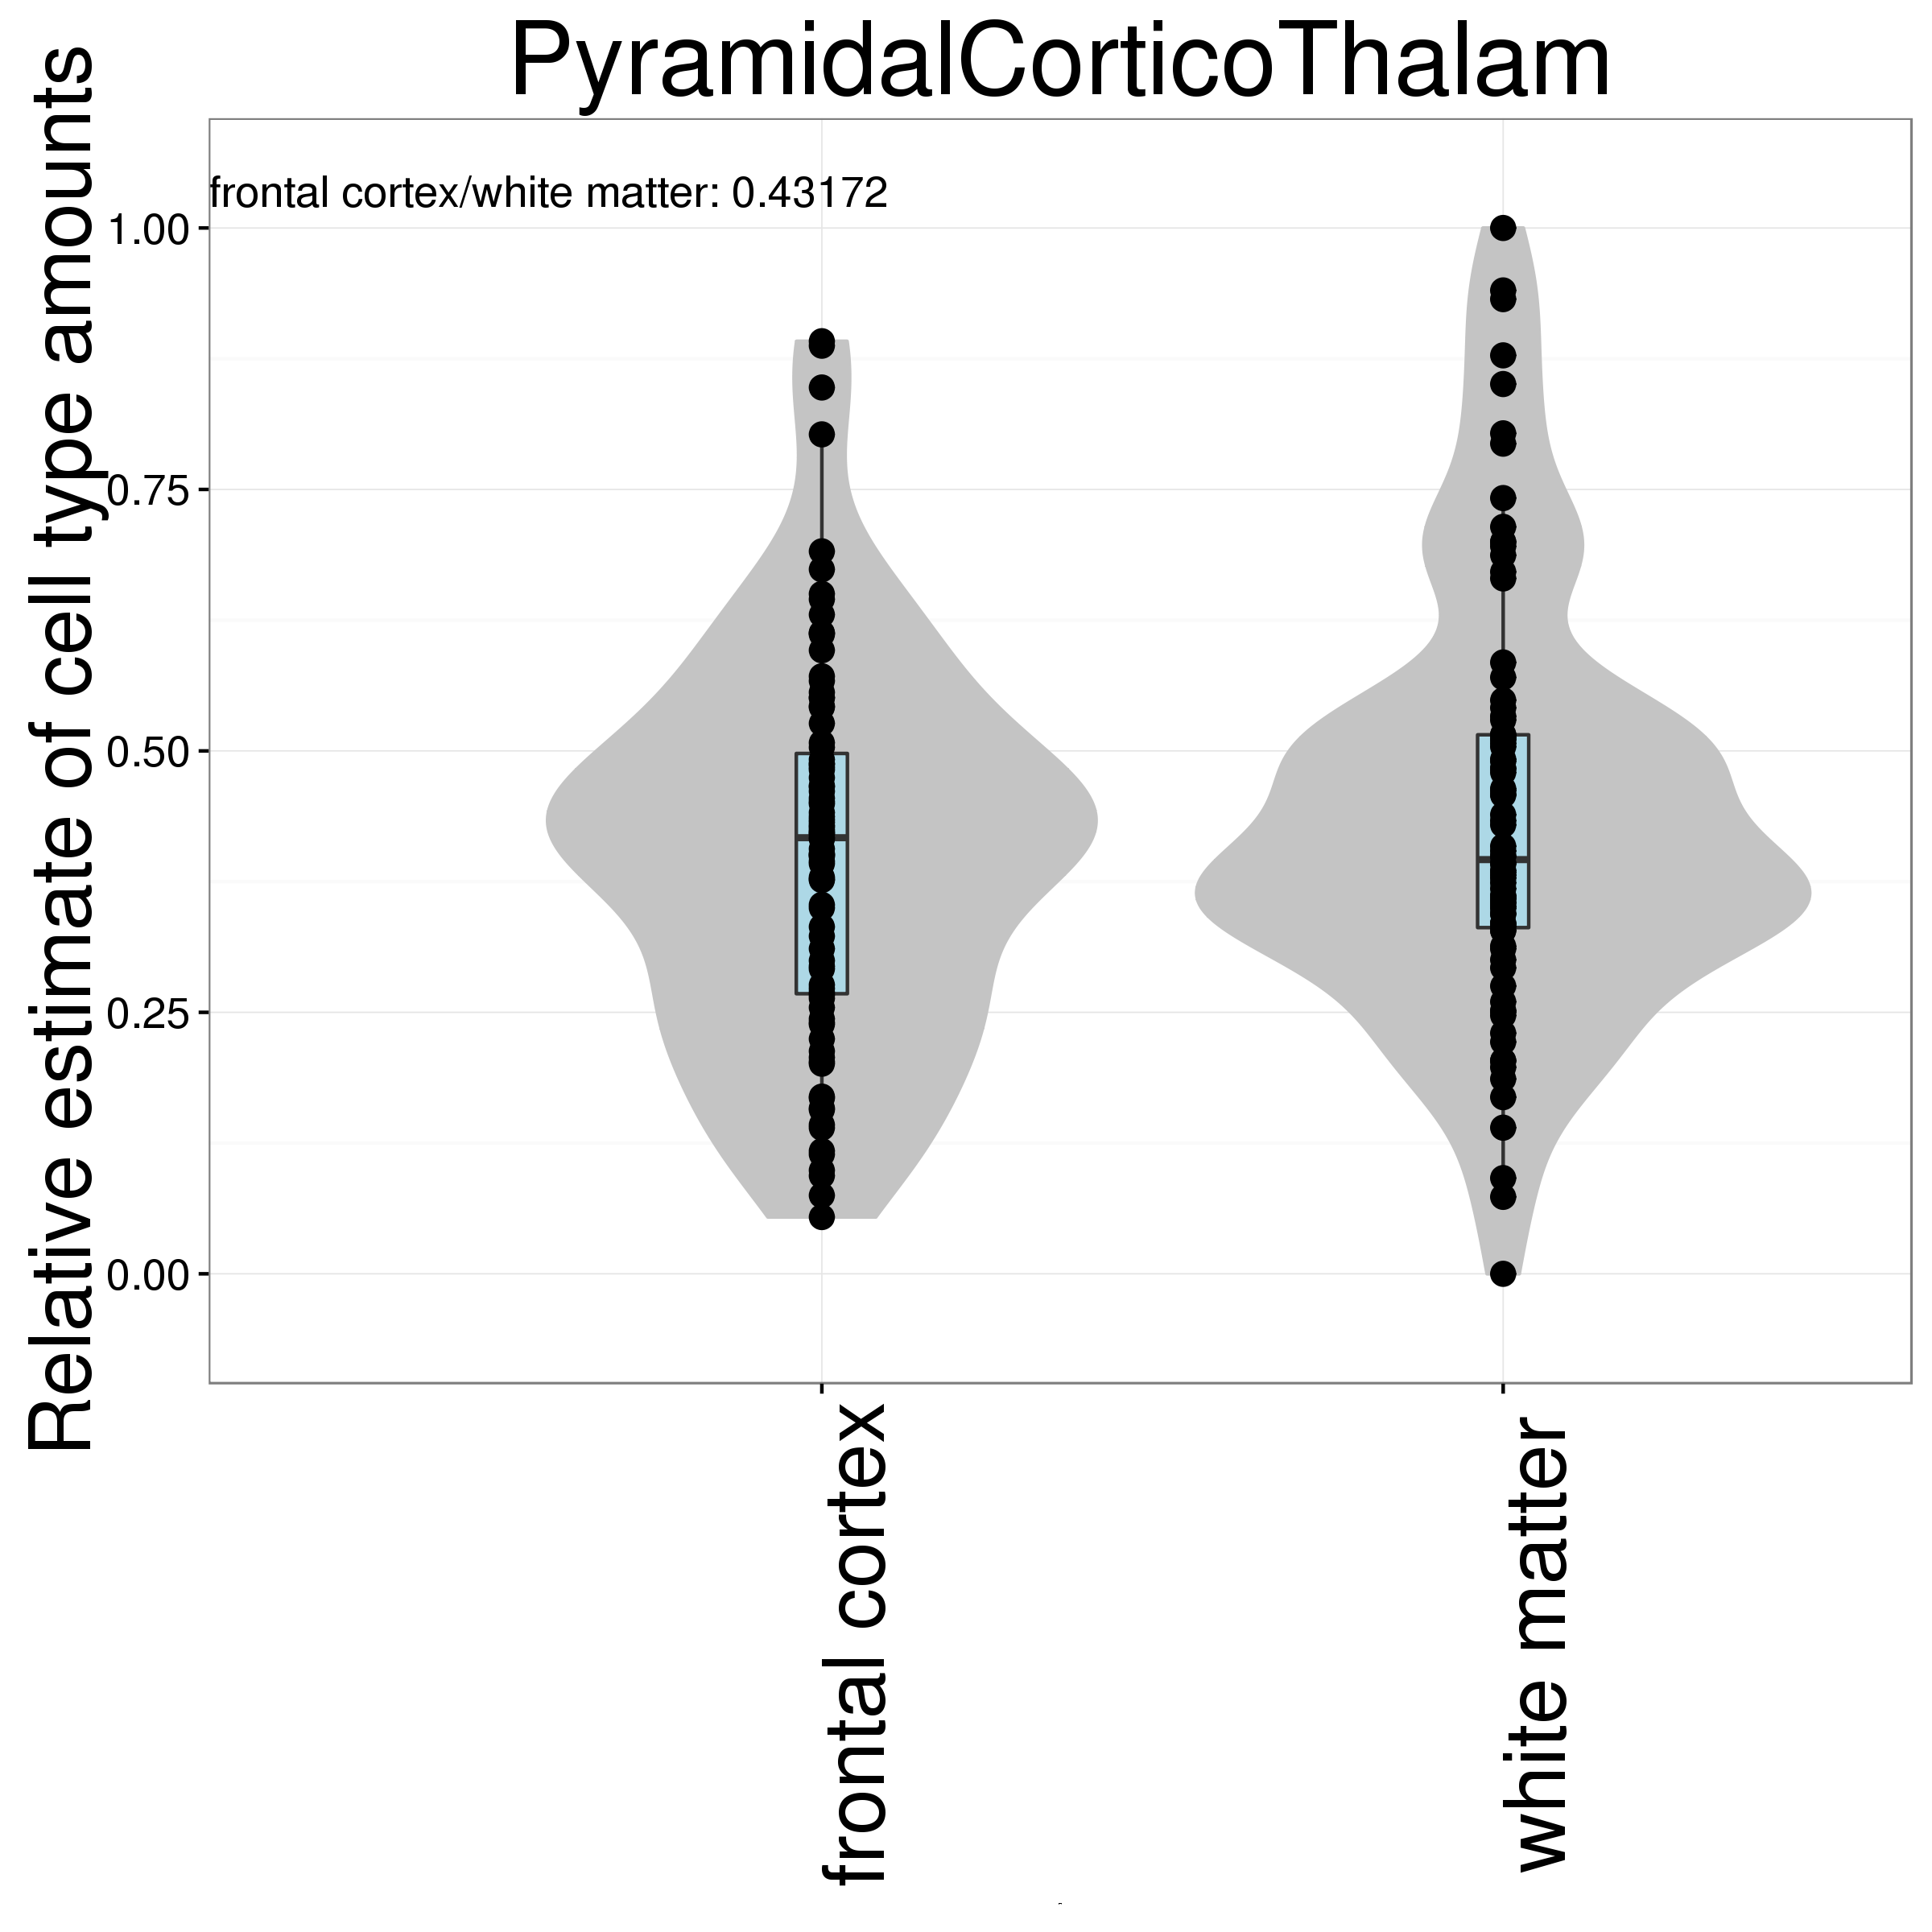 PyramidalCorticoThalam
Relative estimate of cell type amounts
frontal cortex/white matter: 0.43172
1.00
0.75
0.50
0.25
0.00
frontal cortex
white matter